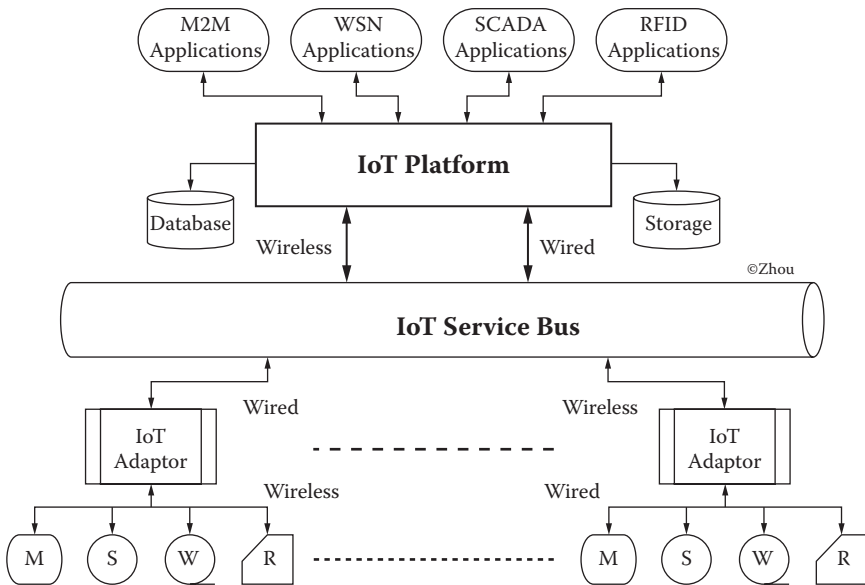 M2M
Applications
WSN
Applications
SCADA
Applications
RFID
Applications
IoT Platform
Database
Storage
Wireless
Wired
©Zhou
IoT Service Bus
Wired
Wireless
IoT
Adaptor
IoT
Adaptor
Wireless
Wired
M S W R M S W R